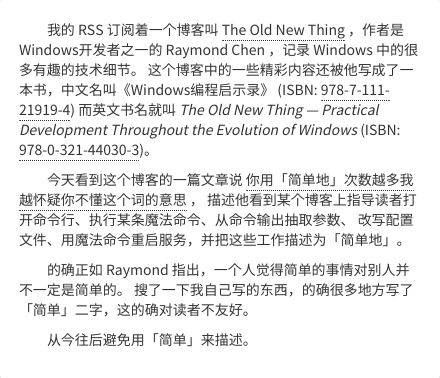 我的 RSS 订阅着一个博客叫 The Old New Thing ，作者是
Windows开发者之一的 Raymond Chen ，记录 Windows 中的很
多有趣的技术细节。 这个博客中的一些精彩内容还被他写成了一
本书，中文名叫《Windows编程启示录》 (ISBN: 978-7-111-
21919-4) 而英文书名就叫 The Old New Thing — Practical
Development Throughout the Evolution of Windows (ISBN:
978-0-321-44030-3)。
今天看到这个博客的一篇文章说 你用「简单地」次数越多我
越怀疑你不懂这个词的意思 ， 描述他看到某个博客上指导读者打
开命令行、执行某条魔法命令、从命令输出抽取参数、 改写配置
文件、用魔法命令重启服务，并把这些工作描述为「简单地」。
的确正如 Raymond 指出，一个人觉得简单的事情对别人并
不一定是简单的。 搜了一下我自己写的东西，的确很多地方写了
「简单」二字，这的确对读者不友好。
从今往后避免用「简单」来描述。